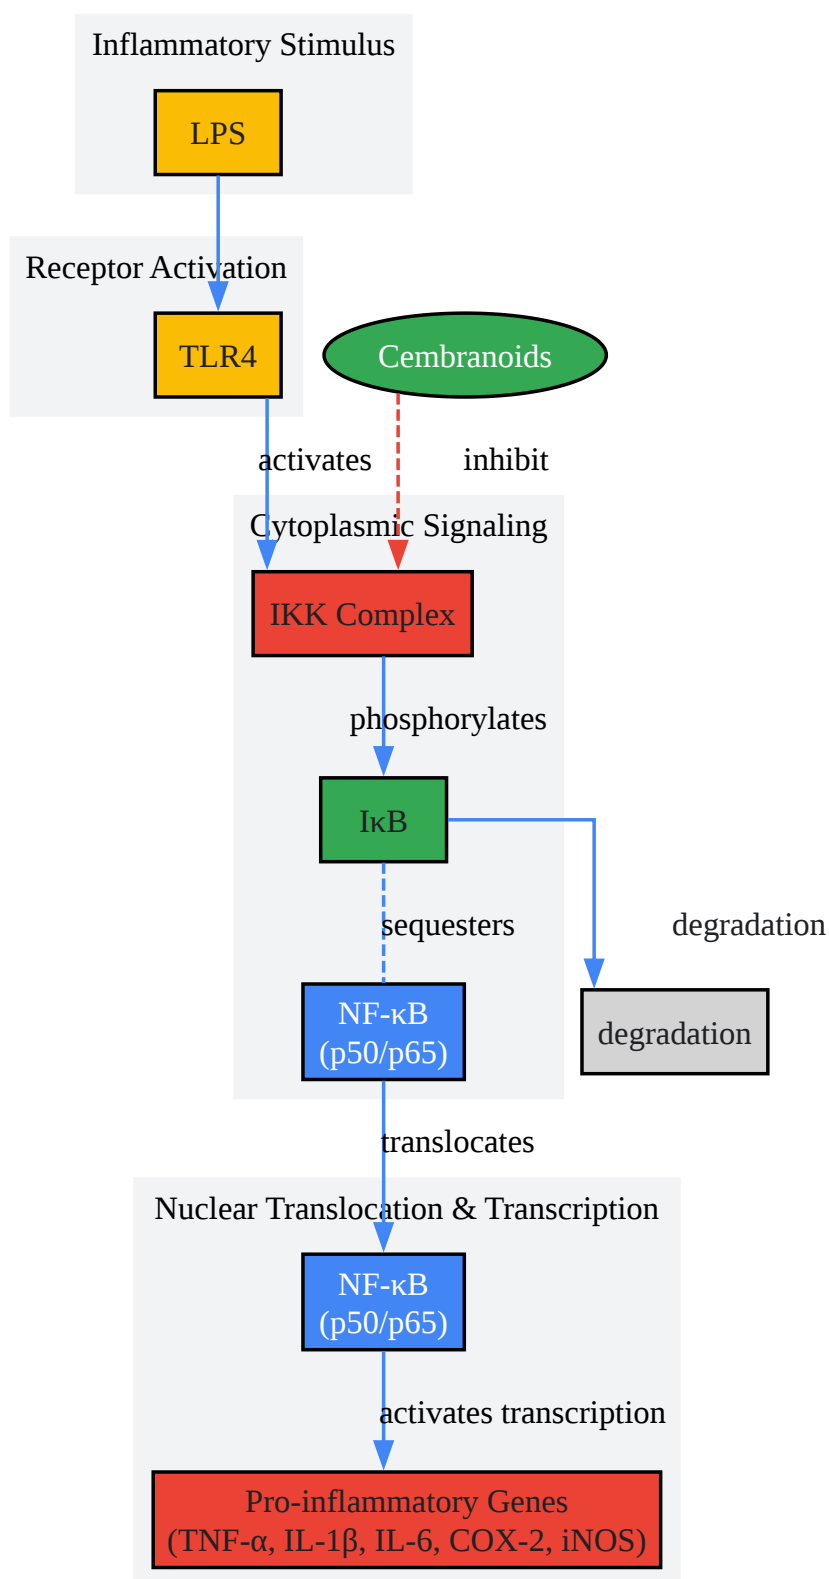 Inflammatory Stimulus
LPS
Receptor Activation
TLR4
Cembranoids
activates
inhibit
Cytoplasmic Signaling
IKK Complex
phosphorylates
IκB
sequesters
degradation
NF-κB
(p50/p65)
degradation
translocates
Nuclear Translocation & Transcription
NF-κB
(p50/p65)
activates transcription
Pro-inflammatory Genes
(TNF-α, IL-1β, IL-6, COX-2, iNOS)